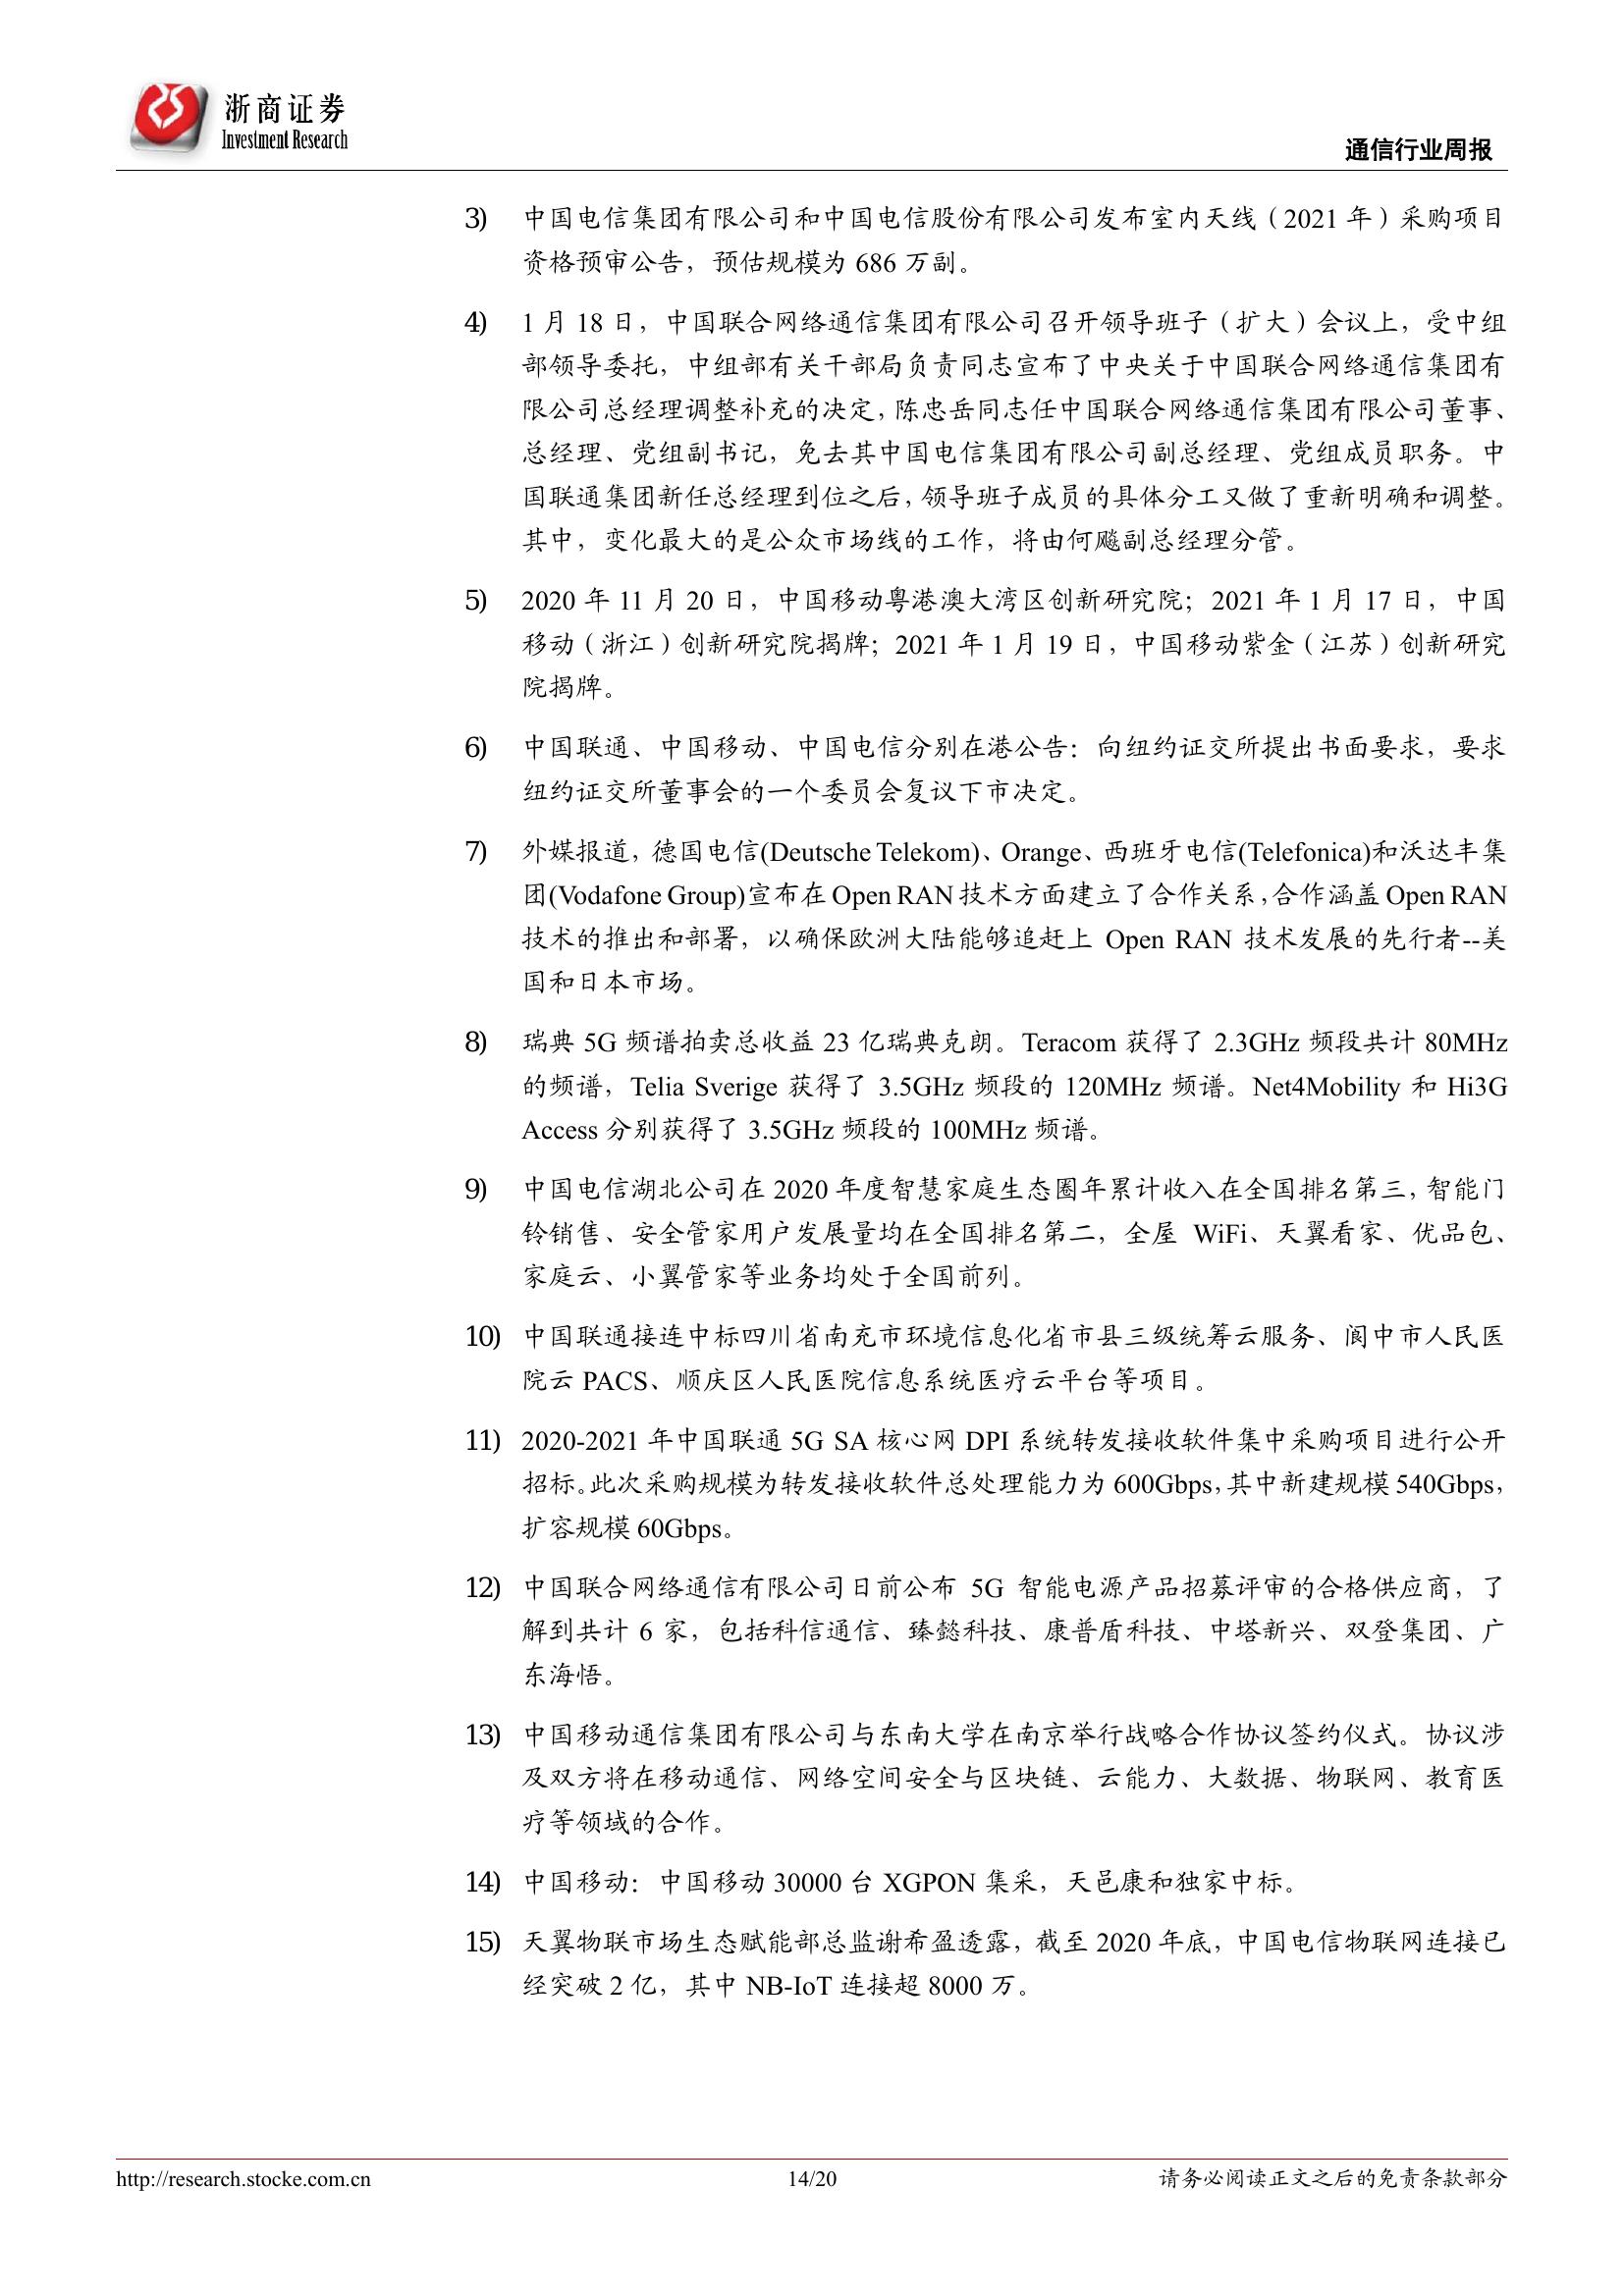 浙商证券
Investment Research
通信行业周报
3) 中国电信集团有限公司和中国电信股份有限公司发布室内天线（2021 年）采购项目
资格预审公告，预估规模为 686 万副。
4) 1 月 18 日，中国联合网络通信集团有限公司召开领导班子（扩大）会议上，受中组
部领导委托，中组部有关干部局负责同志宣布了中央关于中国联合网络通信集团有
限公司总经理调整补充的决定，陈忠岳同志任中国联合网络通信集团有限公司董事、
总经理、党组副书记，免去其中国电信集团有限公司副总经理、党组成员职务。中
国联通集团新任总经理到位之后，领导班子成员的具体分工又做了重新明确和调整。
其中，变化最大的是公众市场线的工作，将由何飚副总经理分管。
5) 2020 年 11 月 20 日，中国移动粤港澳大湾区创新研究院；2021 年 1 月 17 日，中国
移动（浙江）创新研究院揭牌；2021 年 1 月 19 日，中国移动紫金（江苏）创新研究
院揭牌。
6) 中国联通、中国移动、中国电信分别在港公告：向纽约证交所提出书面要求，要求
纽约证交所董事会的一个委员会复议下市决定。
7) 外媒报道，德国电信(Deutsche Telekom)、Orange、西班牙电信(Telefonica)和沃达丰集
团(Vodafone Group)宣布在 Open RAN 技术方面建立了合作关系，合作涵盖 Open RAN
技术的推出和部署，以确保欧洲大陆能够追赶上 Open RAN 技术发展的先行者--美
国和日本市场。
8) 瑞典 5G 频谱拍卖总收益 23 亿瑞典克朗。Teracom 获得了 2.3GHz 频段共计 80MHz
的频谱，Telia Sverige 获得了 3.5GHz 频段的 120MHz 频谱。Net4Mobility 和 Hi3G
Access 分别获得了 3.5GHz 频段的 100MHz 频谱。
9) 中国电信湖北公司在 2020 年度智慧家庭生态圈年累计收入在全国排名第三，智能门
铃销售、安全管家用户发展量均在全国排名第二，全屋 WiFi、天翼看家、优品包、
家庭云、小翼管家等业务均处于全国前列。
10) 中国联通接连中标四川省南充市环境信息化省市县三级统筹云服务、阆中市人民医
院云 PACS、顺庆区人民医院信息系统医疗云平台等项目。
11) 2020-2021 年中国联通 5G SA 核心网 DPI 系统转发接收软件集中采购项目进行公开
招标。此次采购规模为转发接收软件总处理能力为 600Gbps，其中新建规模 540Gbps，
扩容规模 60Gbps。
12) 中国联合网络通信有限公司日前公布 5G 智能电源产品招募评审的合格供应商，了
解到共计 6 家，包括科信通信、臻懿科技、康普盾科技、中塔新兴、双登集团、广
东海悟。
13) 中国移动通信集团有限公司与东南大学在南京举行战略合作协议签约仪式。协议涉
及双方将在移动通信、网络空间安全与区块链、云能力、大数据、物联网、教育医
疗等领域的合作。
14) 中国移动：中国移动 30000 台 XGPON 集采，天邑康和独家中标。
15) 天翼物联市场生态赋能部总监谢希盈透露，截至 2020 年底，中国电信物联网连接已
经突破 2 亿，其中 NB-IoT 连接超 8000 万。
http://research.stocke.com.cn
14/20
请务必阅读正文之后的免责条款部分